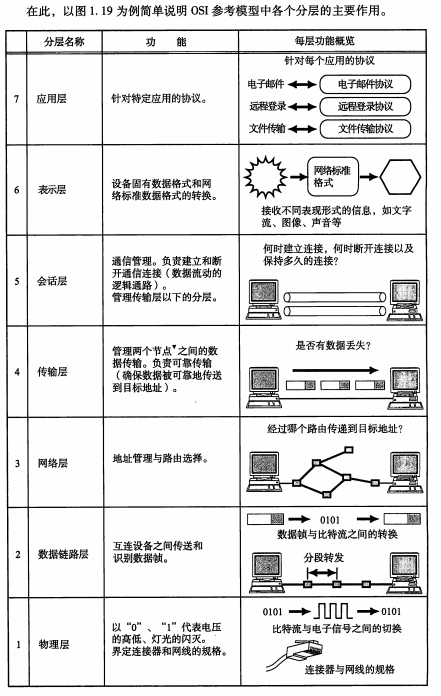 在此，以图 1.19 为例简单说明 OSI 参考模型中各个分层的主要作用。
分层名称
功 能
每层功能概览
7
应用层
针对特定应用的协议。
针对每个应用的协议
电子邮件
电子邮件协议
远程登录
远程登录协议
文件传输
文件传输协议
6
表示层
设备固有数据格式和网
络标准数据格式的转换。
网络标准
格式
接收不同表现形式的信息，如文字
流、图像、声音等
5
会话层
通信管理。负责建立和断
开通信连接（数据流动的
逻辑通路）。
管理传输层以下的分层。
何时建立连接，何时断开连接以及
保持多久的连接？
4
传输层
管理两个节点▼之间的数
据传输。负责可靠传输
（确保数据被可靠地传送
到目标地址）。
是否有数据丢失？
3
网络层
地址管理与路由选择。
经过哪个路由传递到目标地址？
2
数据链路层
互连设备之间传送和
识别数据帧。
0101
数据帧与比特流之间的转换
分段转发
1
物理层
以“0”、“1”代表电压
的高低、灯光的闪灭。
界定连接器和网线的规格。
0101
0101
比特流与电子信号之间的切换
连接器与网线的规格